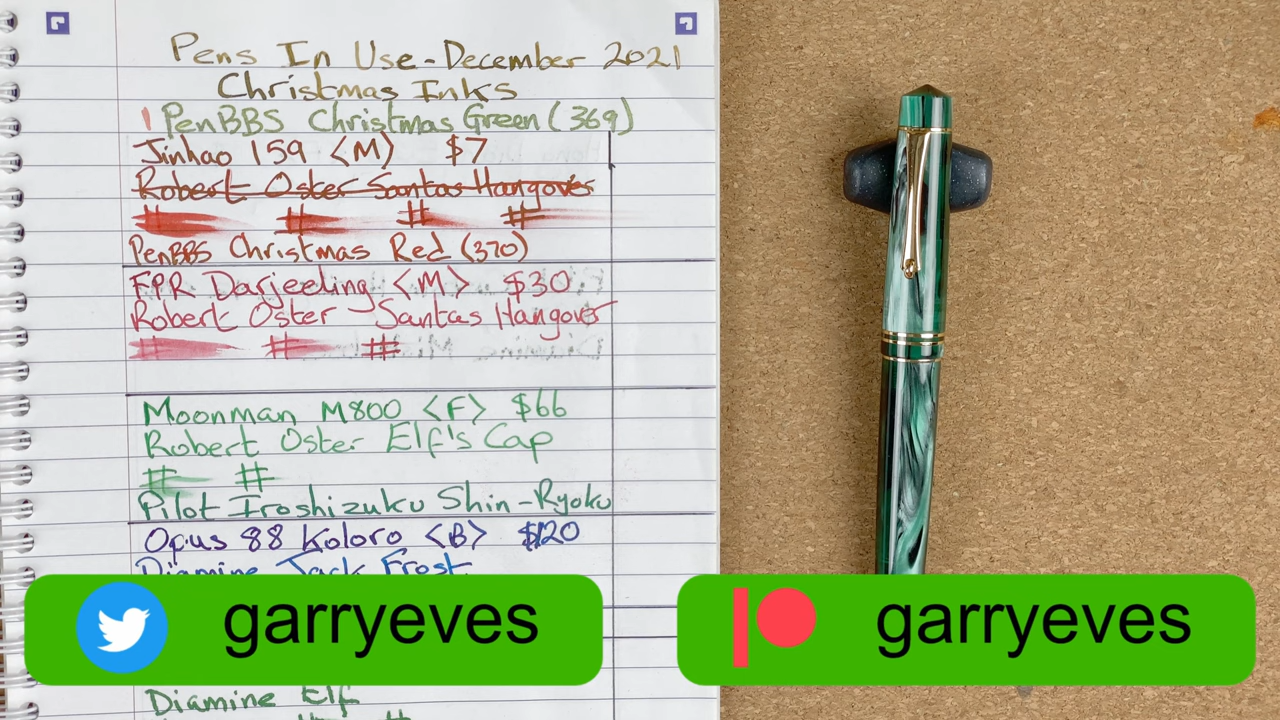 Pens In Use - December 2021
Christmas Inks
PenBBS Christmas Green (369)
Jinhao 159 <M> $7
Robert Oster Santas Hangover
# # # #
PenBBS Christmas Red (370)
FPR Darjeeling <M> $30
Robert Oster - Santas Hangover
# # #
Moonman M800 <F> $66
Robert Oster Elf's Cap
# #
Pilot Iroshizuku Shin-Ryoku
Opus 88 Koloro <B> $120
Diamine Jack Frost
garryeves
garryeves
Diamine Elf